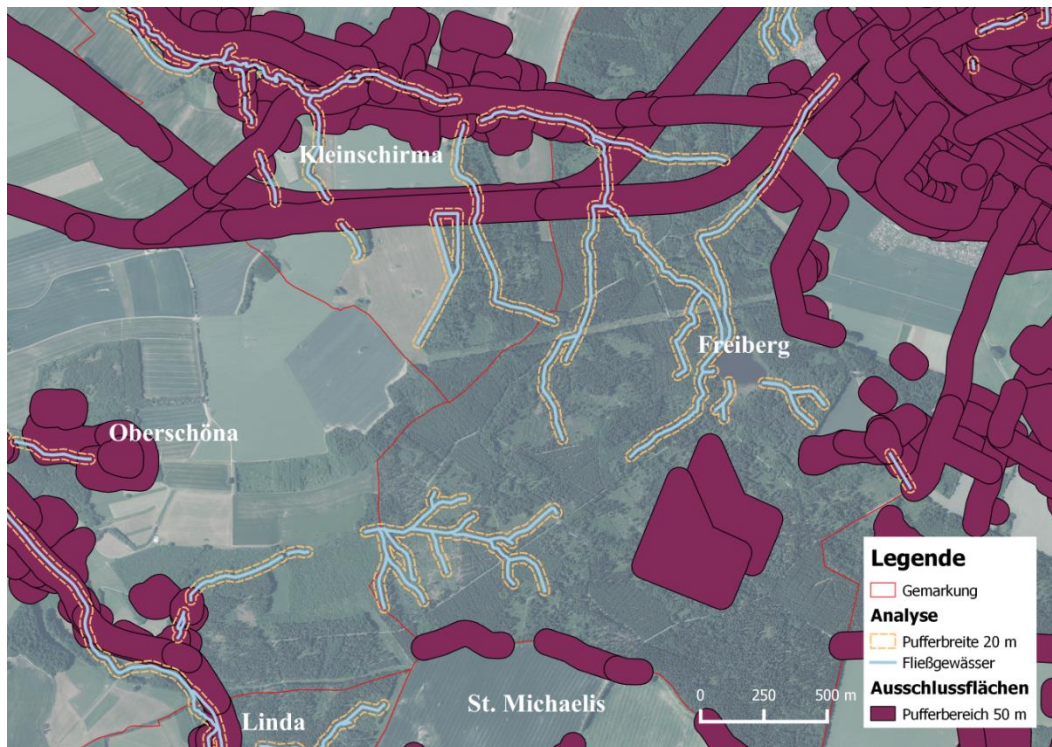 Kleinschirma
Freiberg
Oberschöna
St. Michaelis
Linda
Legende
Gemarkung
Analyse
Pufferbreite 20 m
Fließgewässer
Ausschlussflächen
Pufferbereich 50 m
0 250 500 m